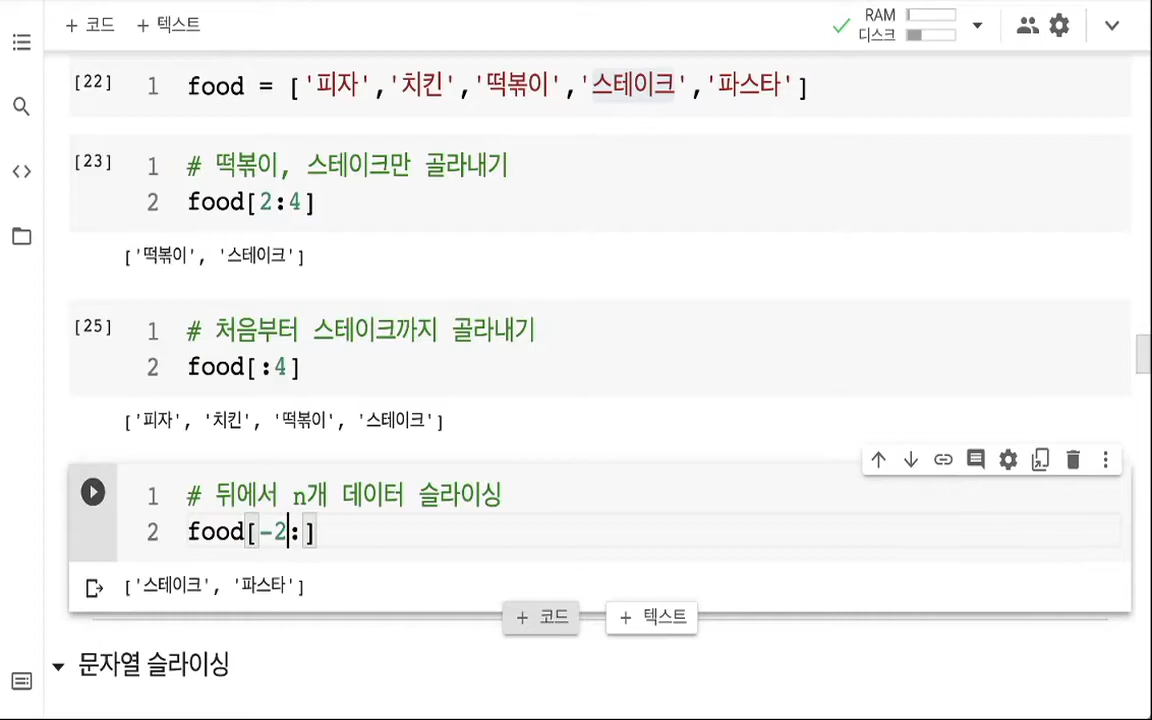 + 코드 + 텍스트
RAM
디스크
[22] 1 food = ['피자','치킨','떡볶이','스테이크','파스타']
[23] 1 # 떡볶이, 스테이크만 골라내기
2 food[2:4]
['떡볶이', '스테이크']
[25] 1 # 처음부터 스테이크까지 골라내기
2 food[:4]
['피자', '치킨', '떡볶이', '스테이크']
1 # 뒤에서 n개 데이터 슬라이싱
2 food[-2:]
['스테이크', '파스타']
+ 코드 + 텍스트
문자열 슬라이싱